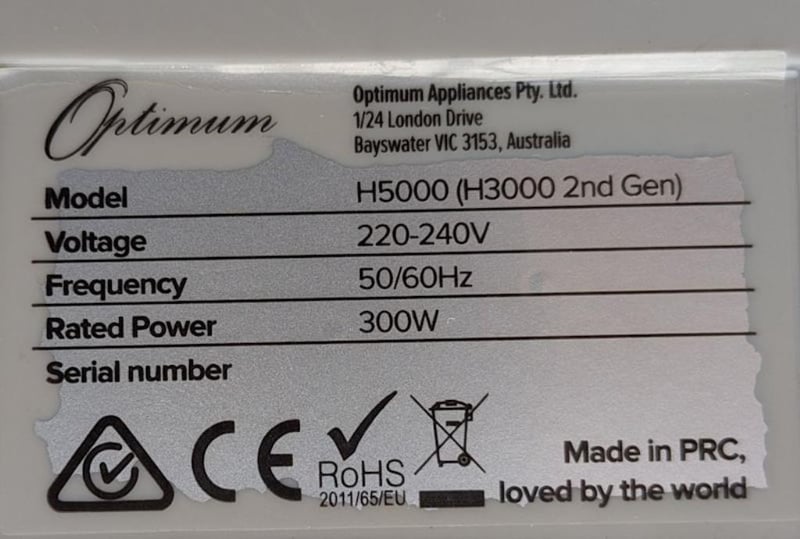 Optimum
Optimum Appliances Pty. Ltd.
1/24 London Drive
Bayswater VIC 3153, Australia
Model H5000 (H3000 2nd Gen)
Voltage 220-240V
Frequency 50/60Hz
Rated Power 300W
Serial number
CE
RoHS
2011/65/EU
Made in PRC,
loved by the world